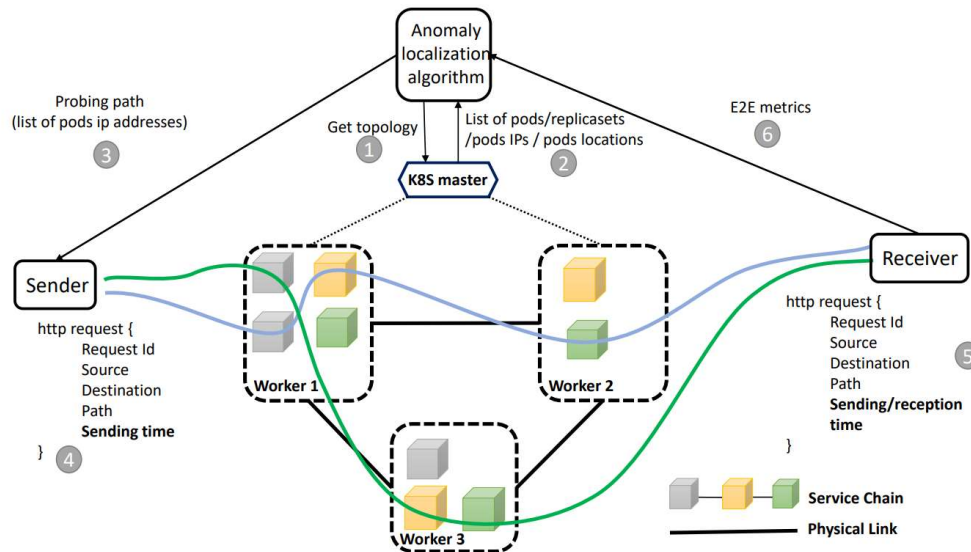 Anomaly
localization
algorithm
Probing path
(list of pods ip addresses)
3
Get topology
1
List of pods/replicasets
/pods IPs / pods locations
2
E2E metrics
6
K8S master
Sender
Receiver
http request {
Request Id
Source
Destination
Path
Sending time
}
4
Worker 1
Worker 2
Worker 3
http request {
Request Id
Source
Destination
Path
Sending/reception
time
}
5
Service Chain
Physical Link